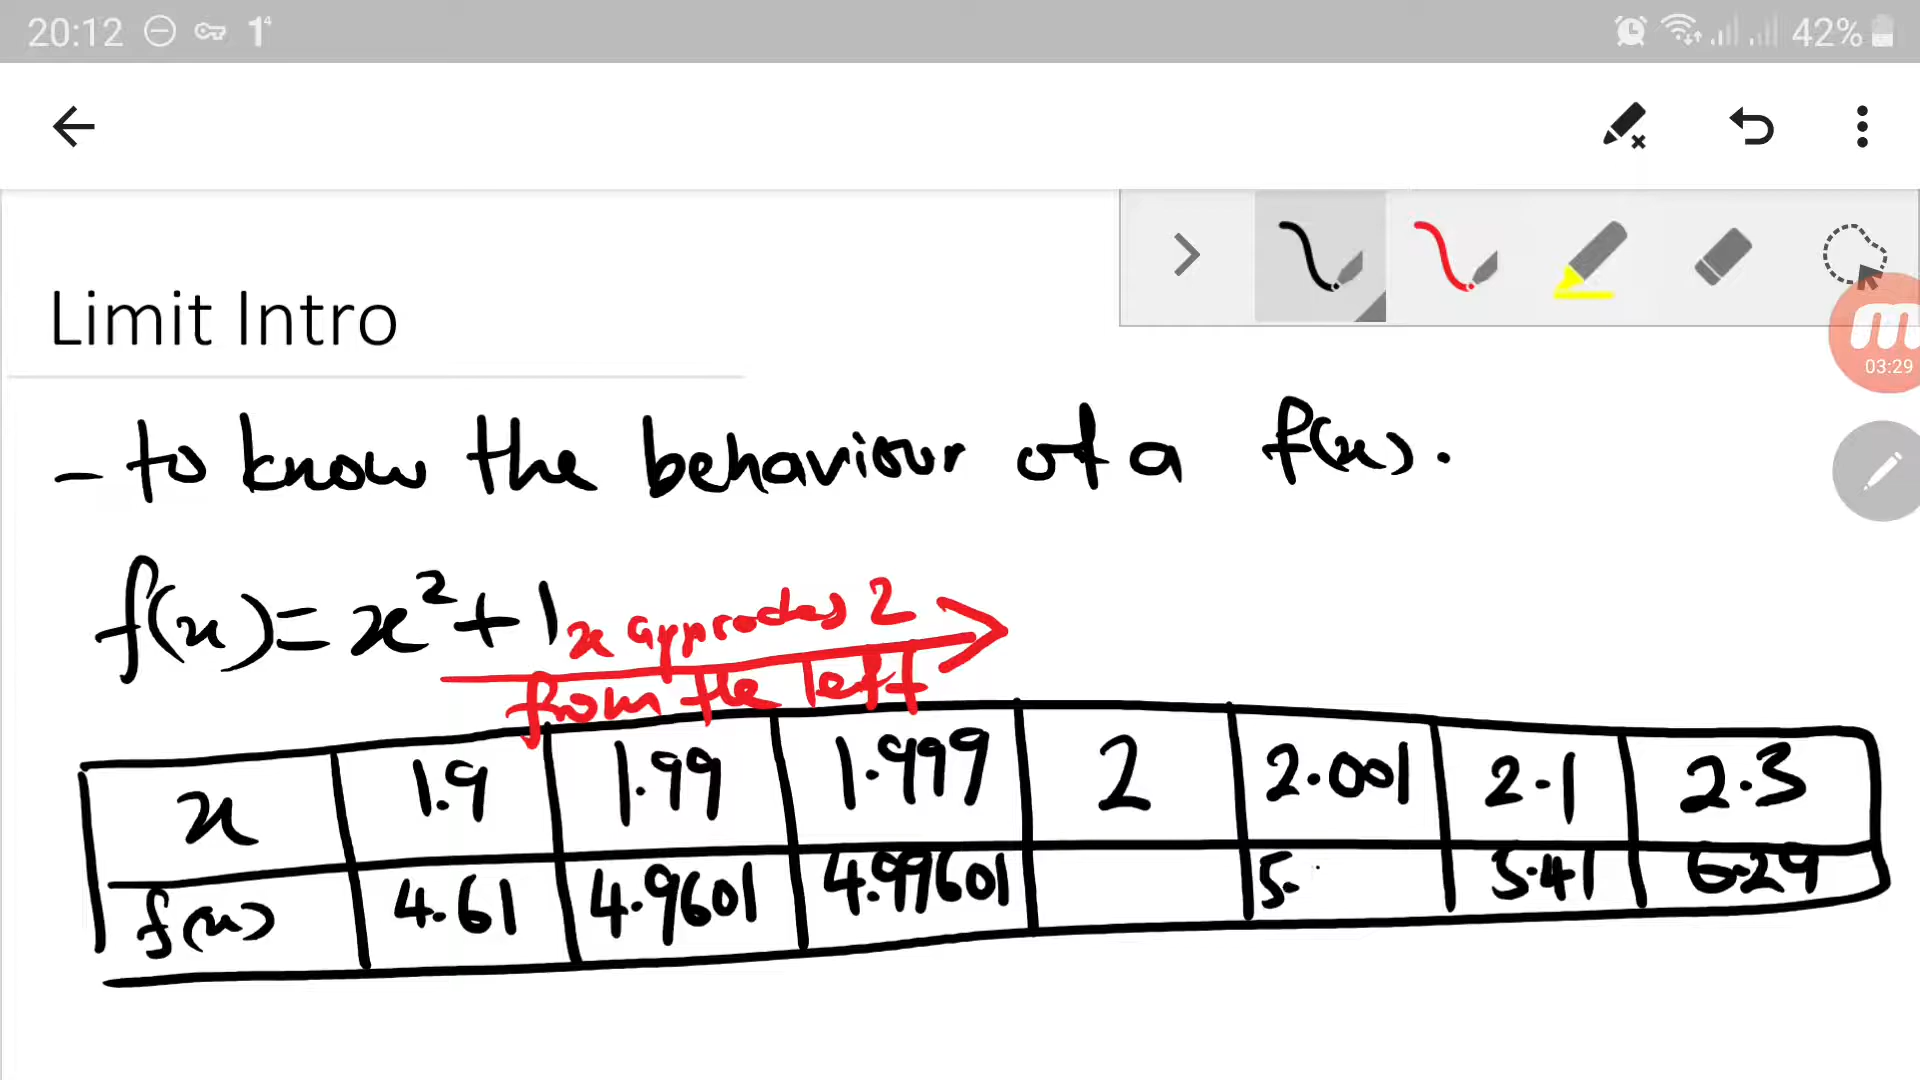 20:12 1⁴ 42%
Limit Intro
03:29
- to know the behaviour of a f(x).
f(x) = x² + 1
x approches 2
from the left
x 1.9 1.99 1.999 2 2.001 2.1 2.3
f(x) 4.61 4.9601 4.99601 5. 5.41 6.29